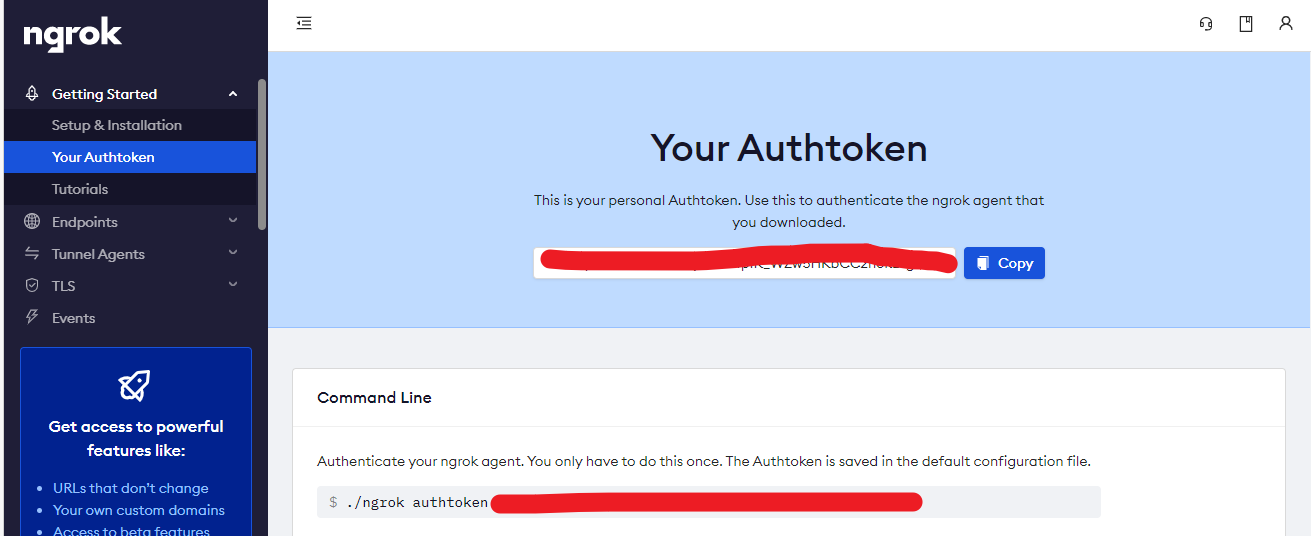 ngrok
Getting Started
Setup & Installation
Your Authtoken
Tutorials
Endpoints
Tunnel Agents
TLS
Events
Get access to powerful
features like:
URLs that don't change
Your own custom domains
Access to beta features
Your Authtoken
This is your personal Authtoken. Use this to authenticate the ngrok agent that
you downloaded.
Copy
Command Line
Authenticate your ngrok agent. You only have to do this once. The Authtoken is saved in the default configuration file.
$ ./ngrok authtoken